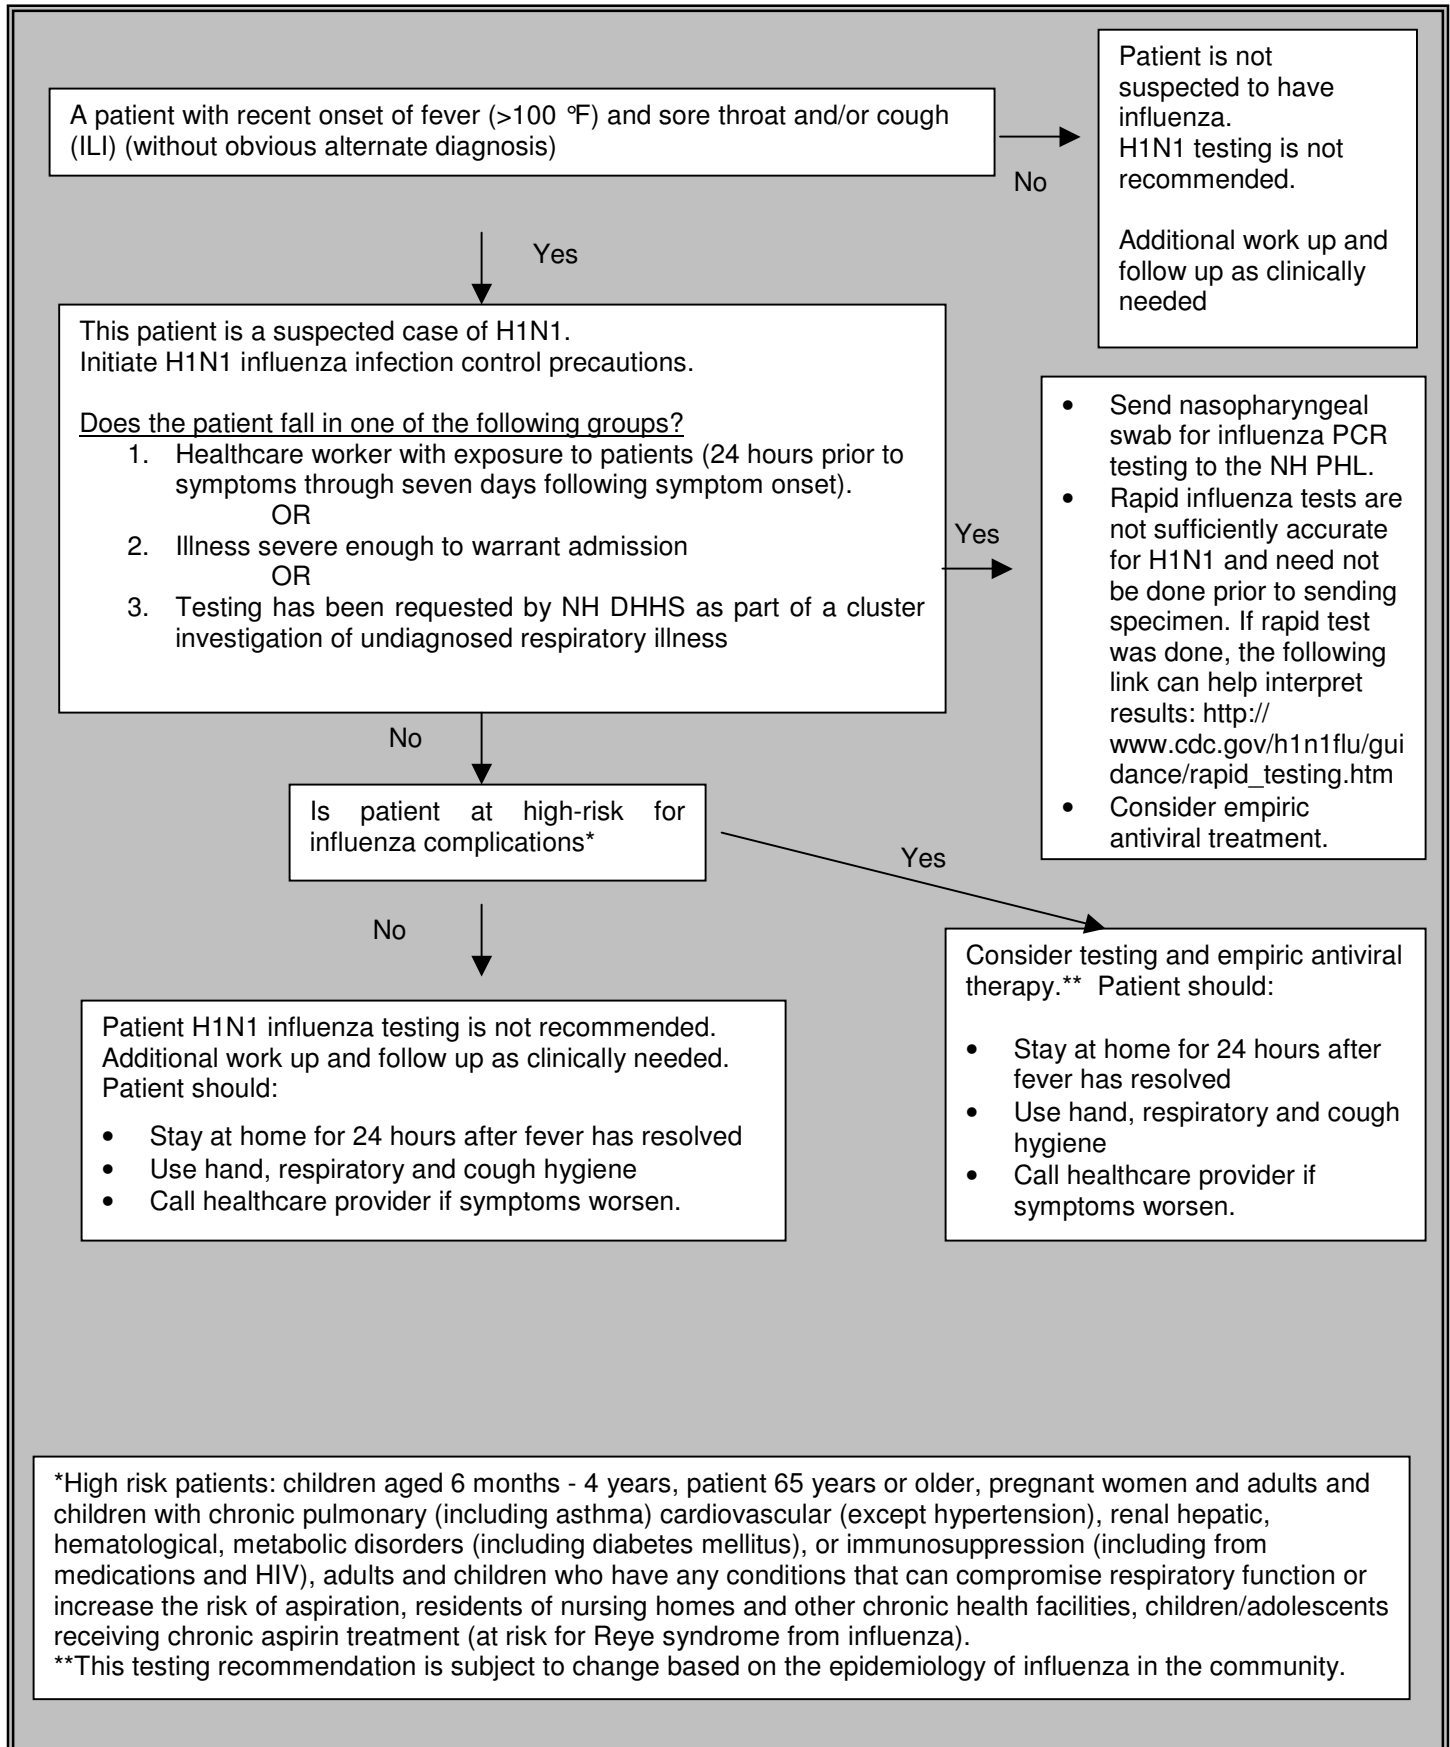 A patient with recent onset of fever (>100 °F) and sore throat and/or cough
(ILI) (without obvious alternate diagnosis)
No
Patient is not
suspected to have
influenza.
H1N1 testing is not
recommended.
Additional work up and
follow up as clinically
needed
Yes
This patient is a suspected case of H1N1.
Initiate H1N1 influenza infection control precautions.
Does the patient fall in one of the following groups?
1. Healthcare worker with exposure to patients (24 hours prior to
symptoms through seven days following symptom onset).
OR
2. Illness severe enough to warrant admission
OR
3. Testing has been requested by NH DHHS as part of a cluster
investigation of undiagnosed respiratory illness
Yes
• Send nasopharyngeal
swab for influenza PCR
testing to the NH PHL.
• Rapid influenza tests are
not sufficiently accurate
for H1N1 and need not
be done prior to sending
specimen. If rapid test
was done, the following
link can help interpret
results: http://
www.cdc.gov/h1n1flu/gui
dance/rapid_testing.htm
• Consider empiric
antiviral treatment.
No
Is patient at high-risk for
influenza complications*
Yes
No
Consider testing and empiric antiviral
therapy.** Patient should:
• Stay at home for 24 hours after
fever has resolved
• Use hand, respiratory and cough
hygiene
• Call healthcare provider if
symptoms worsen.
Patient H1N1 influenza testing is not recommended.
Additional work up and follow up as clinically needed.
Patient should:
• Stay at home for 24 hours after fever has resolved
• Use hand, respiratory and cough hygiene
• Call healthcare provider if symptoms worsen.
*High risk patients: children aged 6 months - 4 years, patient 65 years or older, pregnant women and adults and
children with chronic pulmonary (including asthma) cardiovascular (except hypertension), renal hepatic,
hematological, metabolic disorders (including diabetes mellitus), or immunosuppression (including from
medications and HIV), adults and children who have any conditions that can compromise respiratory function or
increase the risk of aspiration, residents of nursing homes and other chronic health facilities, children/adolescents
receiving chronic aspirin treatment (at risk for Reye syndrome from influenza).
**This testing recommendation is subject to change based on the epidemiology of influenza in the community.